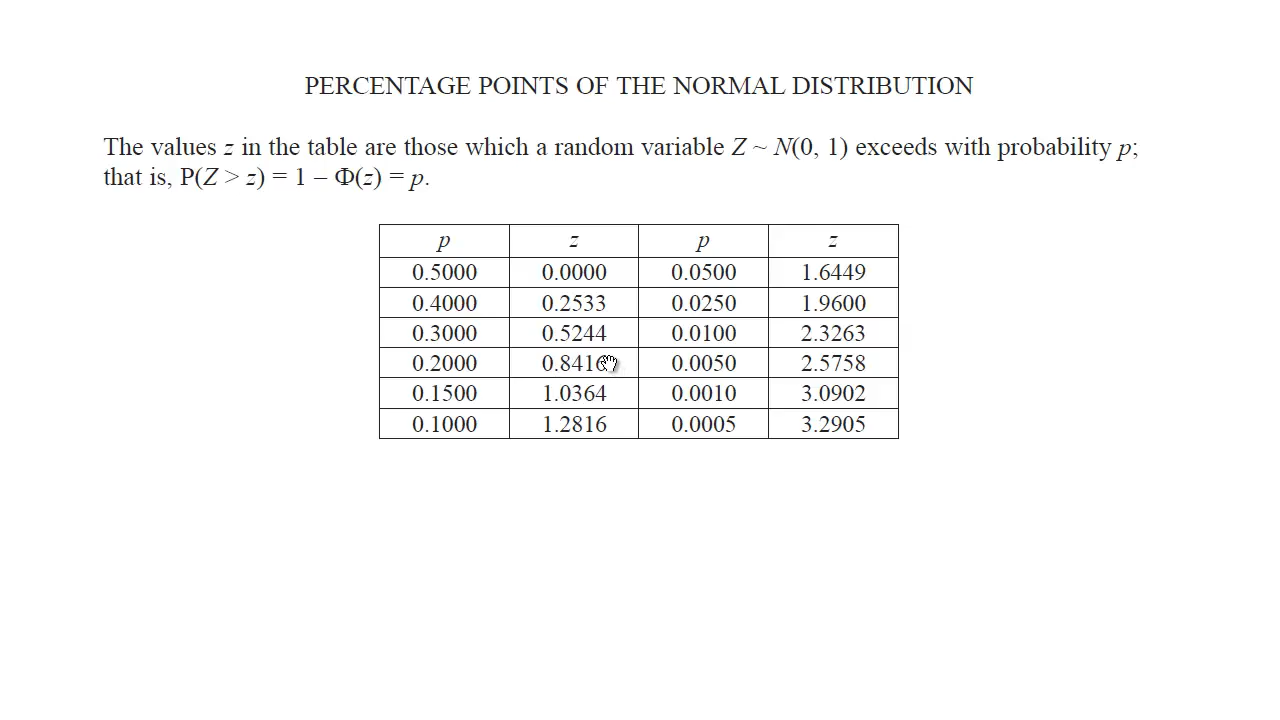 PERCENTAGE POINTS OF THE NORMAL DISTRIBUTION
The values z in the table are those which a random variable Z ~ N(0, 1) exceeds with probability p;
that is, P(Z > z) = 1 – Φ(z) = p.
p z p z
0.5000 0.0000 0.0500 1.6449
0.4000 0.2533 0.0250 1.9600
0.3000 0.5244 0.0100 2.3263
0.2000 0.8416 0.0050 2.5758
0.1500 1.0364 0.0010 3.0902
0.1000 1.2816 0.0005 3.2905